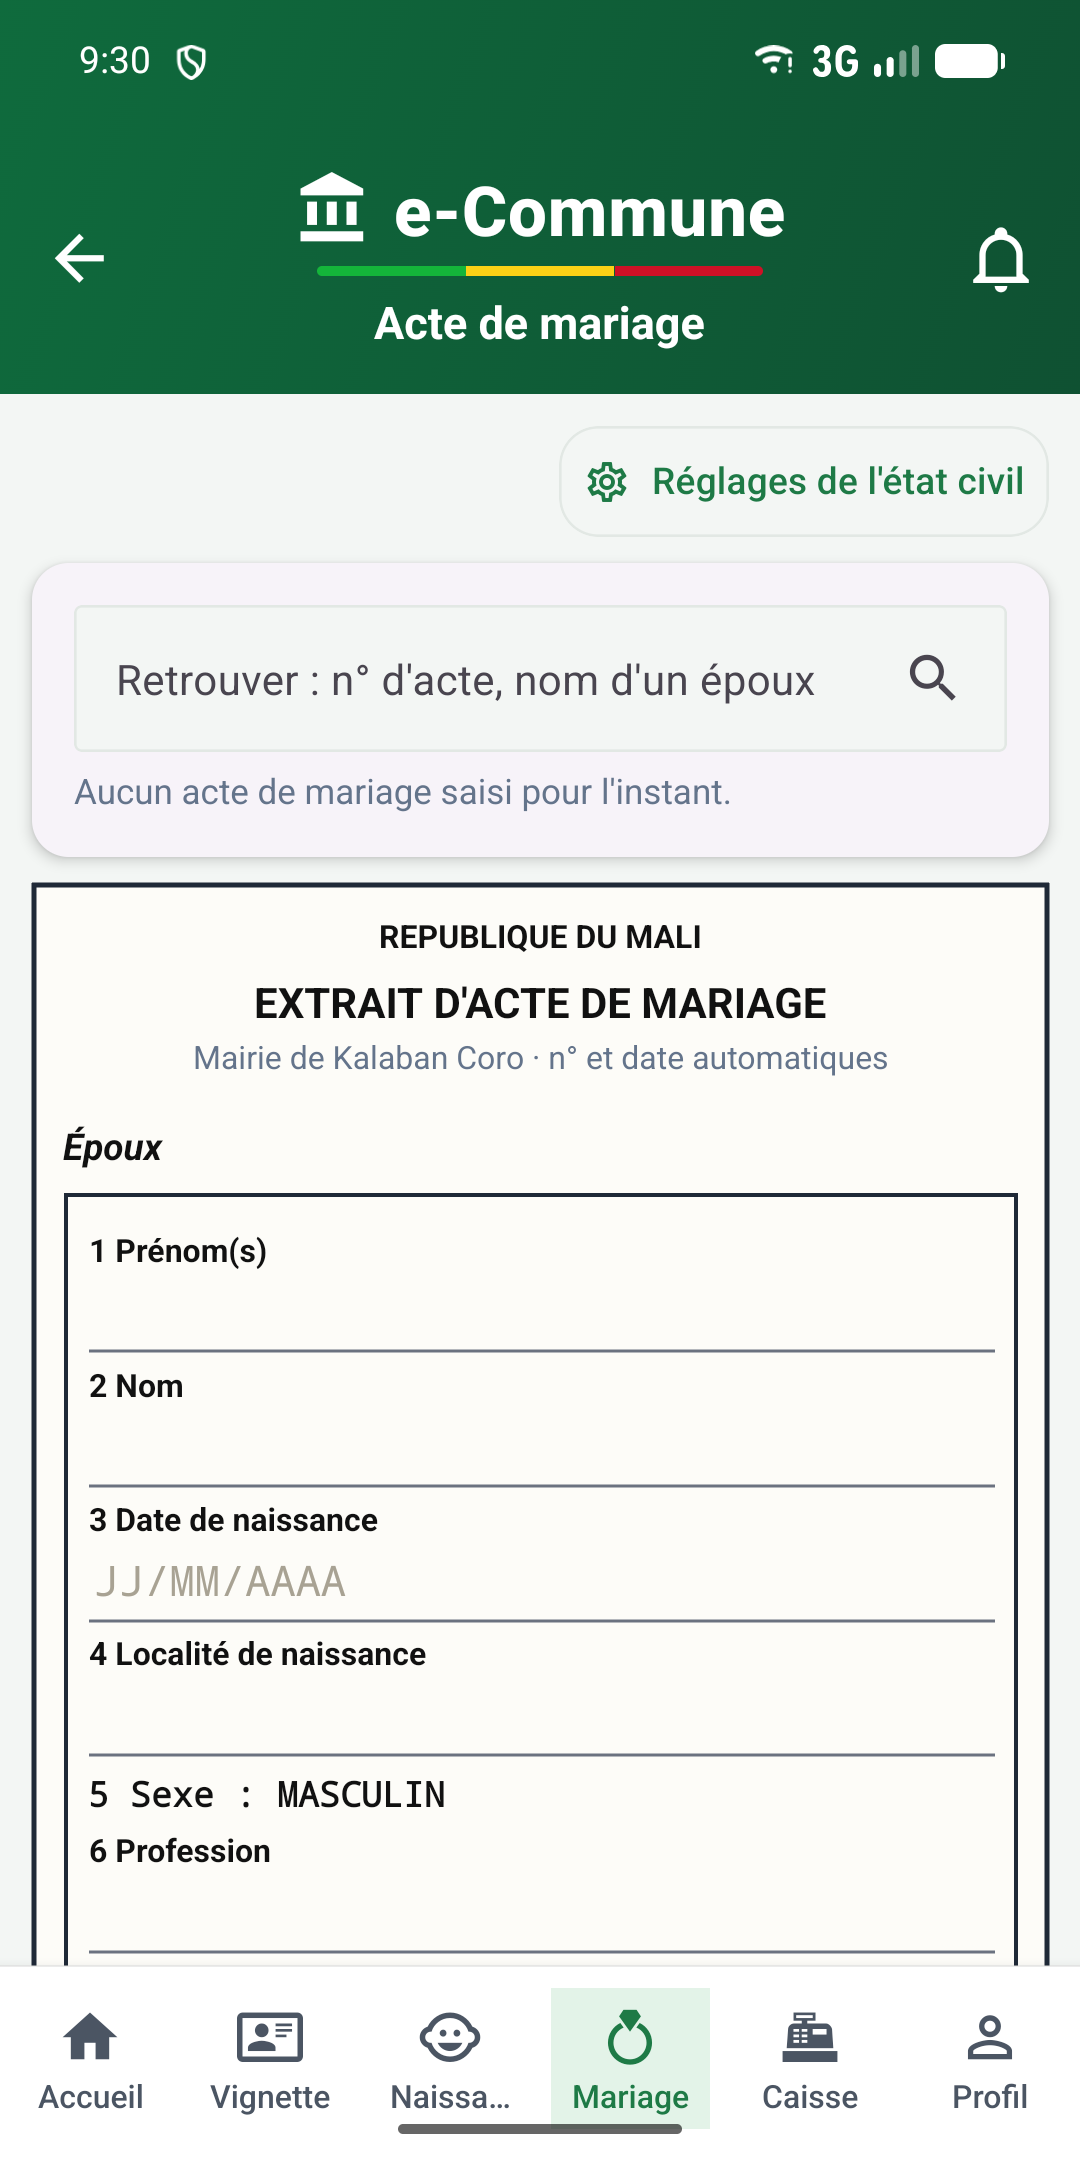 9:30
3G
e-Commune
Acte de mariage
Réglages de l'état civil
Retrouver : n° d'acte, nom d'un époux
Aucun acte de mariage saisi pour l'instant.
REPUBLIQUE DU MALI
EXTRAIT D'ACTE DE MARIAGE
Mairie de Kalaban Coro · n° et date automatiques
Époux
1 Prénom(s)
2 Nom
3 Date de naissance
JJ/MM/AAAA
4 Localité de naissance
5 Sexe : MASCULIN
6 Profession
Accueil
Vignette
Naissa...
Mariage
Caisse
Profil